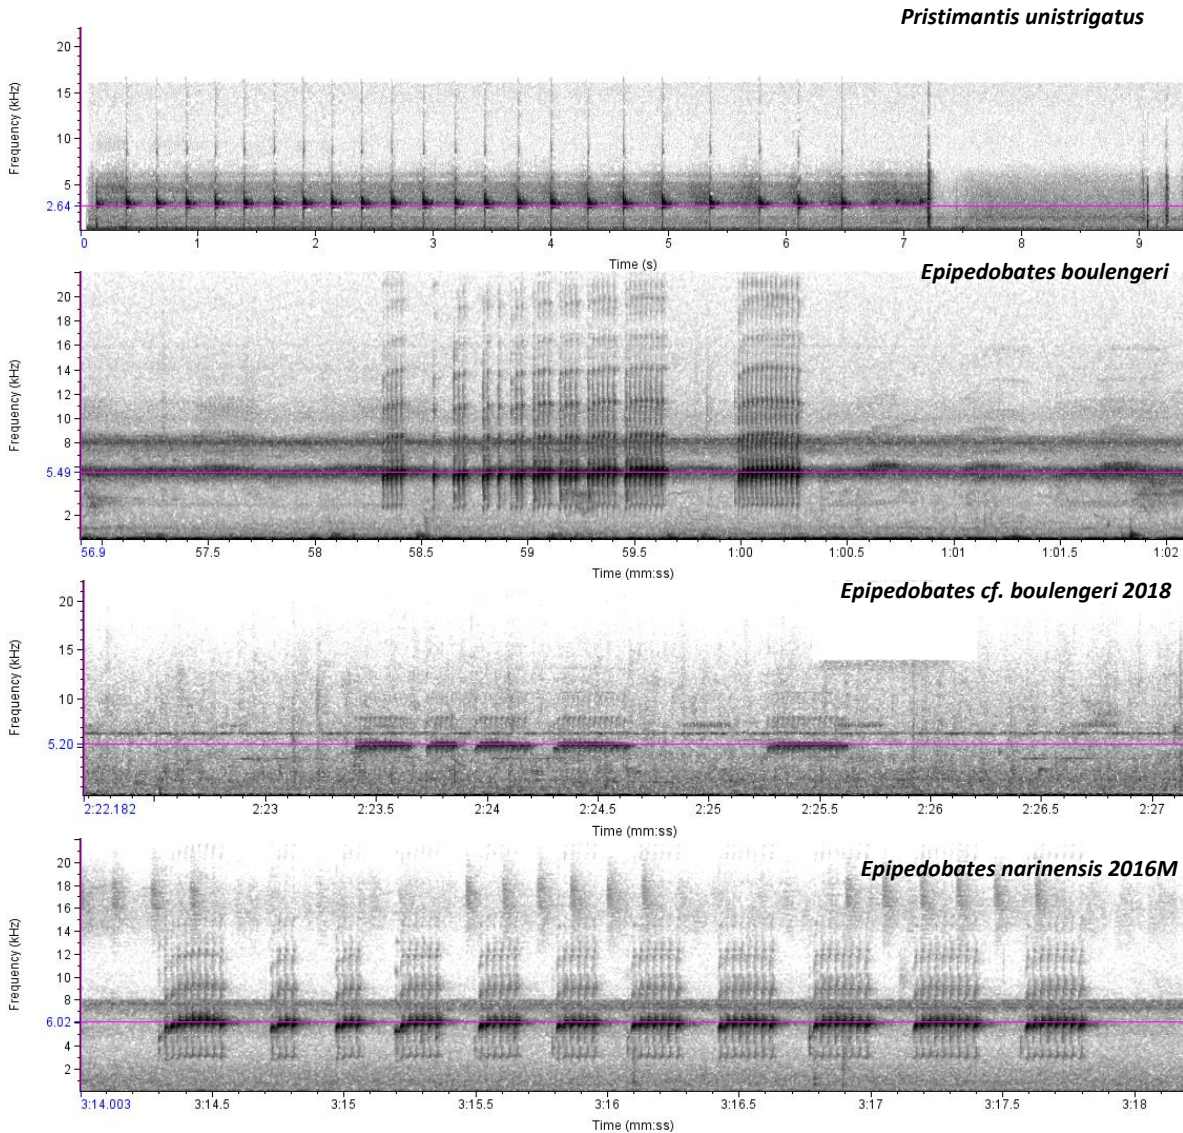 Pristimantis unistrigatus
Frequency (kHz)
20
15
10
5
2.64
0 1 2 3 4 5 6 7 8 9
Time (s)
Epipedobates boulengeri
Frequency (kHz)
20
18
16
14
12
10
8
5.49
2
56.9 57.5 58 58.5 59 59.5 1:00 1:00.5 1:01 1:01.5 1:02
Time (mm:ss)
Epipedobates cf. boulengeri 2018
Frequency (kHz)
20
15
10
5.20
2:22.182 2:23 2:23.5 2:24 2:24.5 2:25 2:25.5 2:26 2:26.5 2:27
Time (mm:ss)
Epipedobates narinensis 2016M
Frequency (kHz)
20
18
16
14
12
10
8
6.02
4
2
3:14.003 3:14.5 3:15 3:15.5 3:16 3:16.5 3:17 3:17.5 3:18
Time (mm:ss)